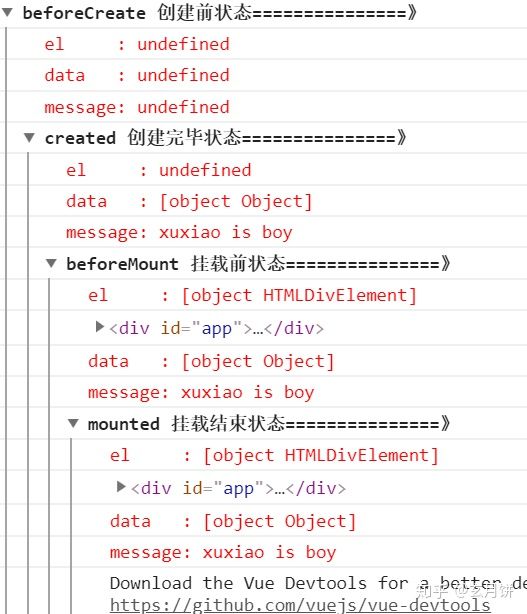 beforeCreate 创建前状态===============》
el     : undefined
data   : undefined
message: undefined
created 创建完毕状态===============》
el     : undefined
data   : [object Object]
message: xuxiao is boy
beforeMount 挂载前状态===============》
el     : [object HTMLDivElement]
<div id="app">…</div>
data   : [object Object]
message: xuxiao is boy
mounted 挂载结束状态===============》
el     : [object HTMLDivElement]
<div id="app">…</div>
data   : [object Object]
message: xuxiao is boy
Download the Vue Devtools for a better de
https://github.com/vuejs/vue-devtools
知乎 @玄月饼